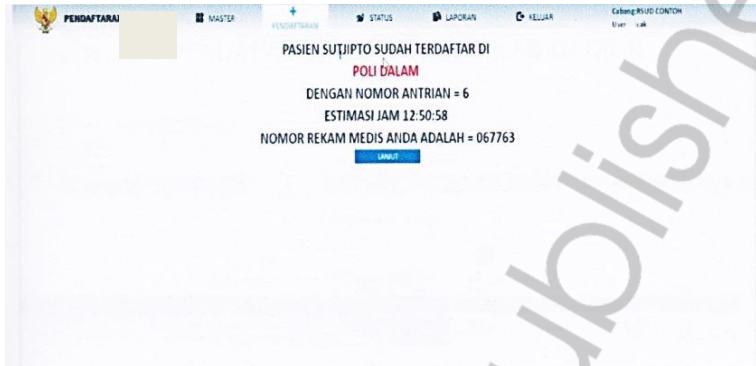 PENDAFTARAN
MASTER
PENDAFTARAN
STATUS
LAPORAN
KELUAR
Cabang:RSUD CONTOH
User
PASIEN SUTJIPTO SUDAH TERDAFTAR DI
POLI DALAM
DENGAN NOMOR ANTRIAN = 6
ESTIMASI JAM 12:50:58
NOMOR REKAM MEDIS ANDA ADALAH = 067763
LANJUT